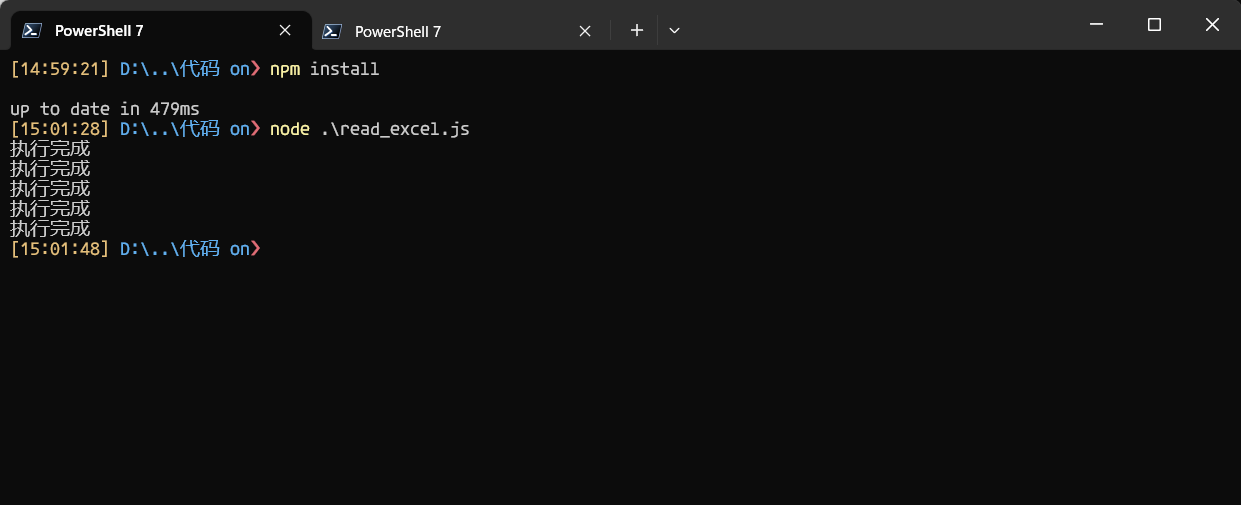 PowerShell 7
PowerShell 7
[14:59:21] D:\..\代码 on❯ npm install
up to date in 479ms
[15:01:28] D:\..\代码 on❯ node .\read_excel.js
执行完成
执行完成
执行完成
执行完成
执行完成
[15:01:48] D:\..\代码 on❯